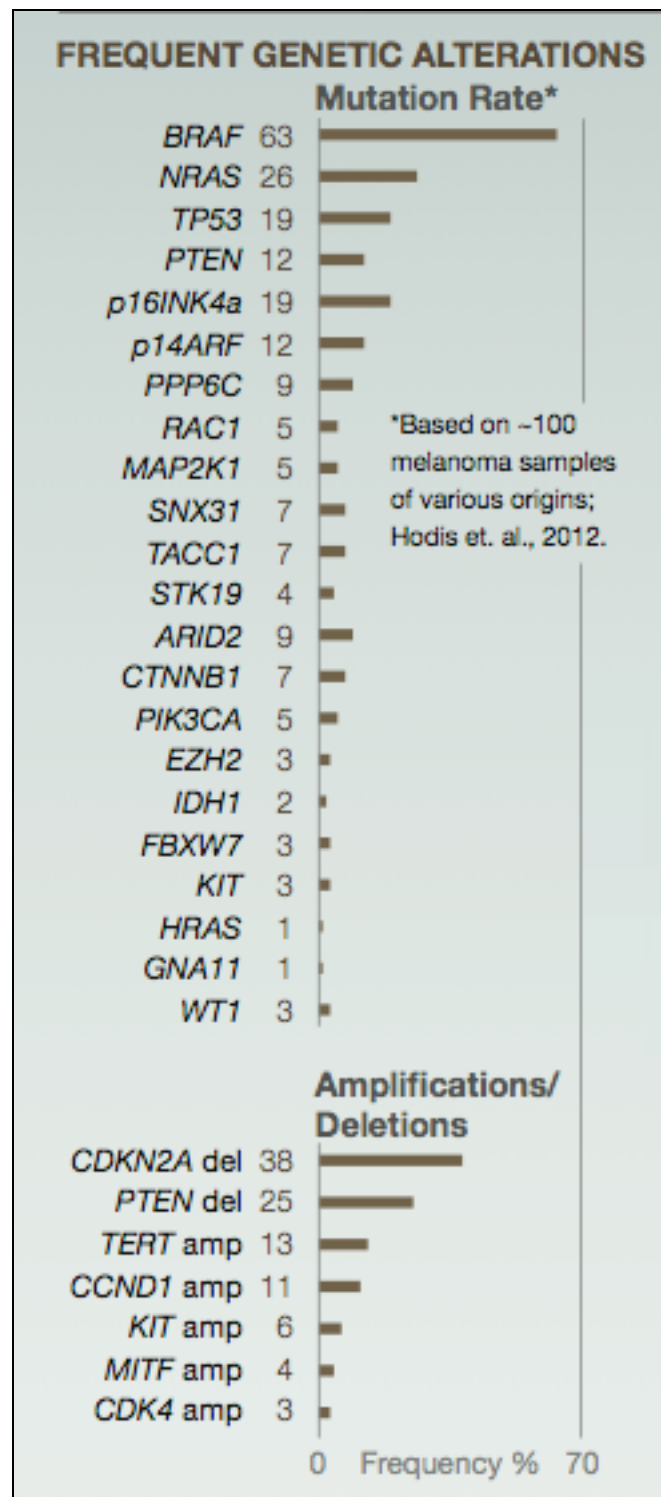 FREQUENT GENETIC ALTERATIONS
Mutation Rate*
BRAF 63
NRAS 26
TP53 19
PTEN 12
p16INK4a 19
p14ARF 12
PPP6C 9
RAC1 5
MAP2K1 5
SNX31 7
TACC1 7
STK19 4
ARID2 9
CTNNB1 7
PIK3CA 5
EZH2 3
IDH1 2
FBXW7 3
KIT 3
HRAS 1
GNA11 1
WT1 3
*Based on ~100
melanoma samples
of various origins;
Hodis et. al., 2012.
Amplifications/
Deletions
CDKN2A del 38
PTEN del 25
TERT amp 13
CCND1 amp 11
KIT amp 6
MITF amp 4
CDK4 amp 3
0 Frequency % 70